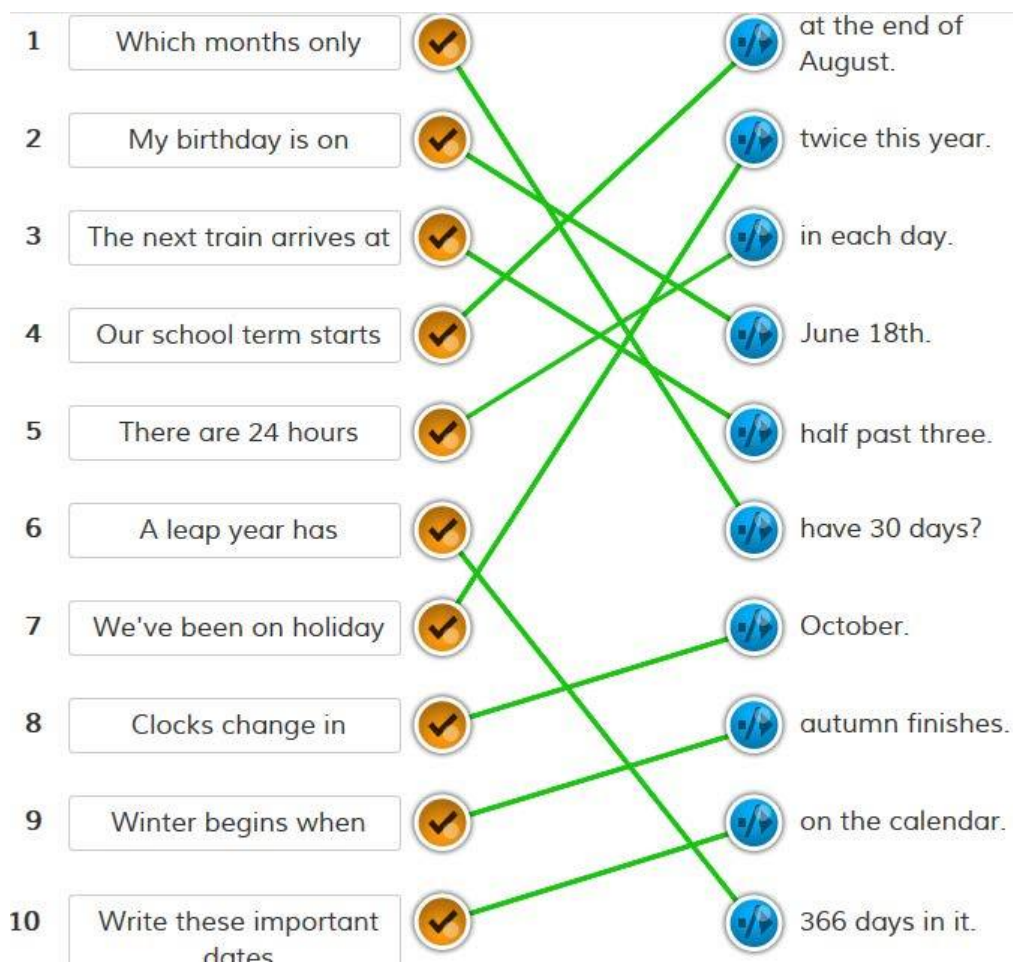 1 Which months only at the end of
August.
2 My birthday is on twice this year.
3 The next train arrives at in each day.
4 Our school term starts June 18th.
5 There are 24 hours half past three.
6 A leap year has have 30 days?
7 We've been on holiday October.
8 Clocks change in autumn finishes.
9 Winter begins when on the calendar.
10 Write these important 366 days in it.
dates